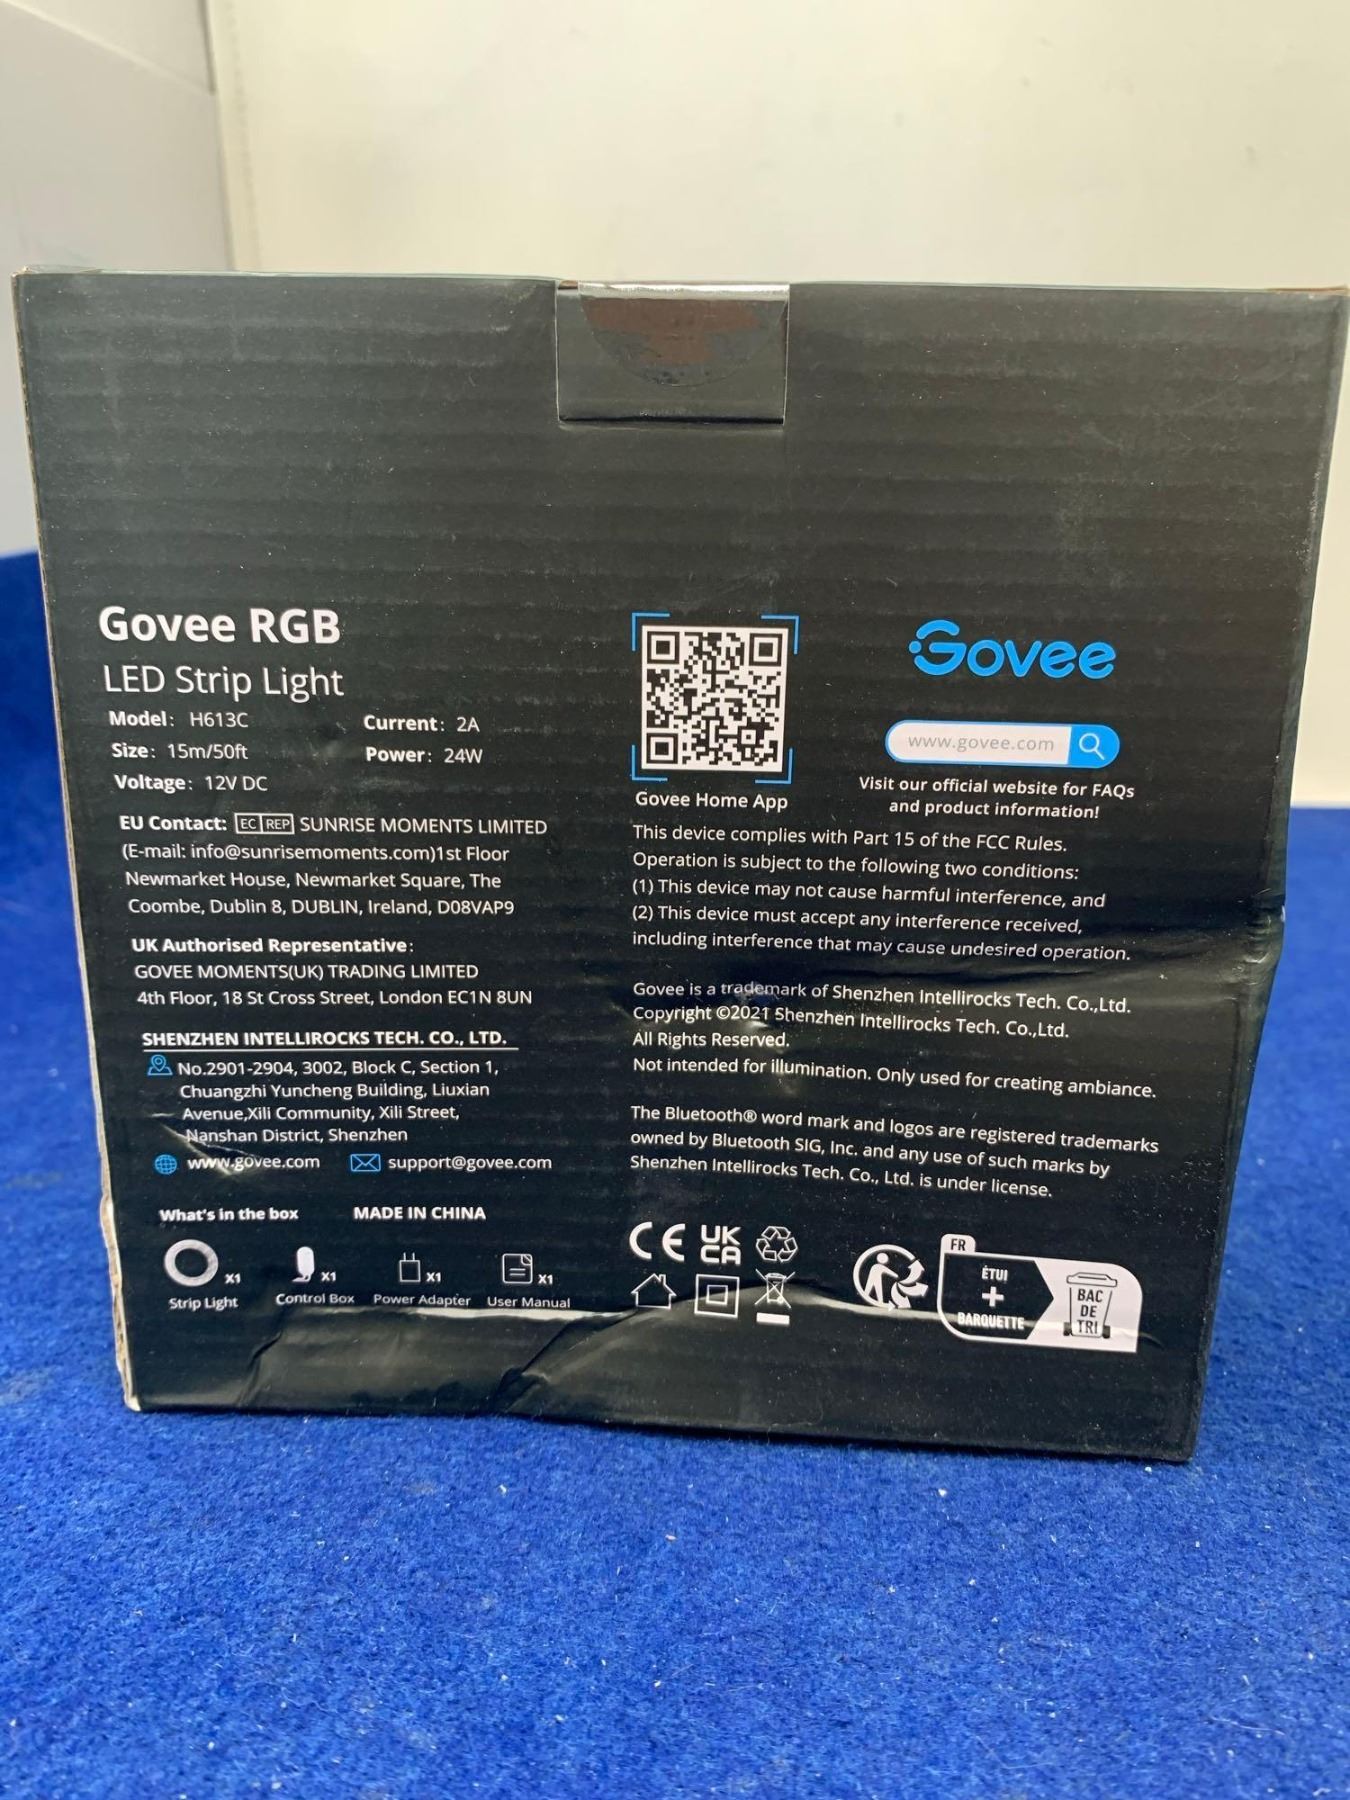 Govee RGB
LED Strip Light
Model: H613C
Current: 2A
Size: 15m/50ft
Power: 24W
Voltage: 12V DC
EU Contact: EC REP SUNRISE MOMENTS LIMITED
(E-mail: info@sunrisemoments.com)1st Floor
Newmarket House, Newmarket Square, The
Coombe, Dublin 8, DUBLIN, Ireland, D08VAP9
UK Authorised Representative:
GOVEE MOMENTS(UK) TRADING LIMITED
4th Floor, 18 St Cross Street, London EC1N 8UN
SHENZHEN INTELLIROCKS TECH. CO., LTD.
No.2901-2904, 3002, Block C, Section 1,
Chuangzhi Yuncheng Building, Liuxian
Avenue,Xili Community, Xili Street,
Nanshan District, Shenzhen
www.govee.com
support@govee.com
What's in the box
MADE IN CHINA
X1
X1
X1
X1
Strip Light
Control Box
Power Adapter
User Manual
Govee Home App
Govee
www.govee.com
Visit our official website for FAQs
and product information!
This device complies with Part 15 of the FCC Rules.
Operation is subject to the following two conditions:
(1) This device may not cause harmful interference, and
(2) This device must accept any interference received,
including interference that may cause undesired operation.
Govee is a trademark of Shenzhen Intellirocks Tech. Co.,Ltd.
Copyright ©2021 Shenzhen Intellirocks Tech. Co.,Ltd.
All Rights Reserved.
Not intended for illumination. Only used for creating ambiance.
The Bluetooth® word mark and logos are registered trademarks
owned by Bluetooth SIG, Inc. and any use of such marks by
Shenzhen Intellirocks Tech. Co., Ltd. is under license.
CE
UK
CA
FR
ÉTUI
+
BARQUETTE
BAC
DE
TRI